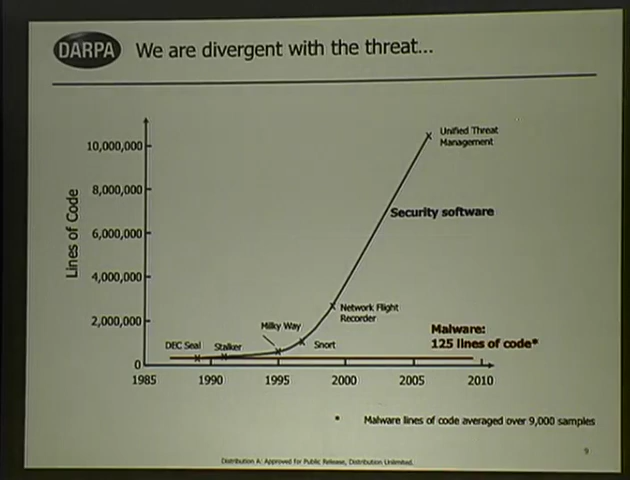 DARPA We are divergent with the threat...
Lines of Code
10,000,000
8,000,000
6,000,000
4,000,000
2,000,000
0
1985 1990 1995 2000 2005 2010
DEC Seal
Stalker
Milky Way
Snort
Network Flight
Recorder
Unified Threat
Management
Security software
Malware:
125 lines of code*
* Malware lines of code averaged over 9,000 samples
Distribution A: Approved for Public Release, Distribution Unlimited.
9